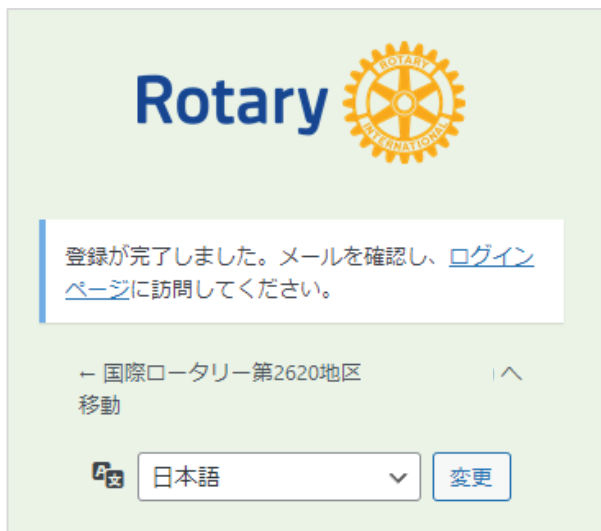 Rotary
ROTARY
INTERNATIONAL
登録が完了しました。メールを確認し、ログイン
ページに訪問してください。
← 国際ロータリー第2620地区 へ
移動
日本語
変更